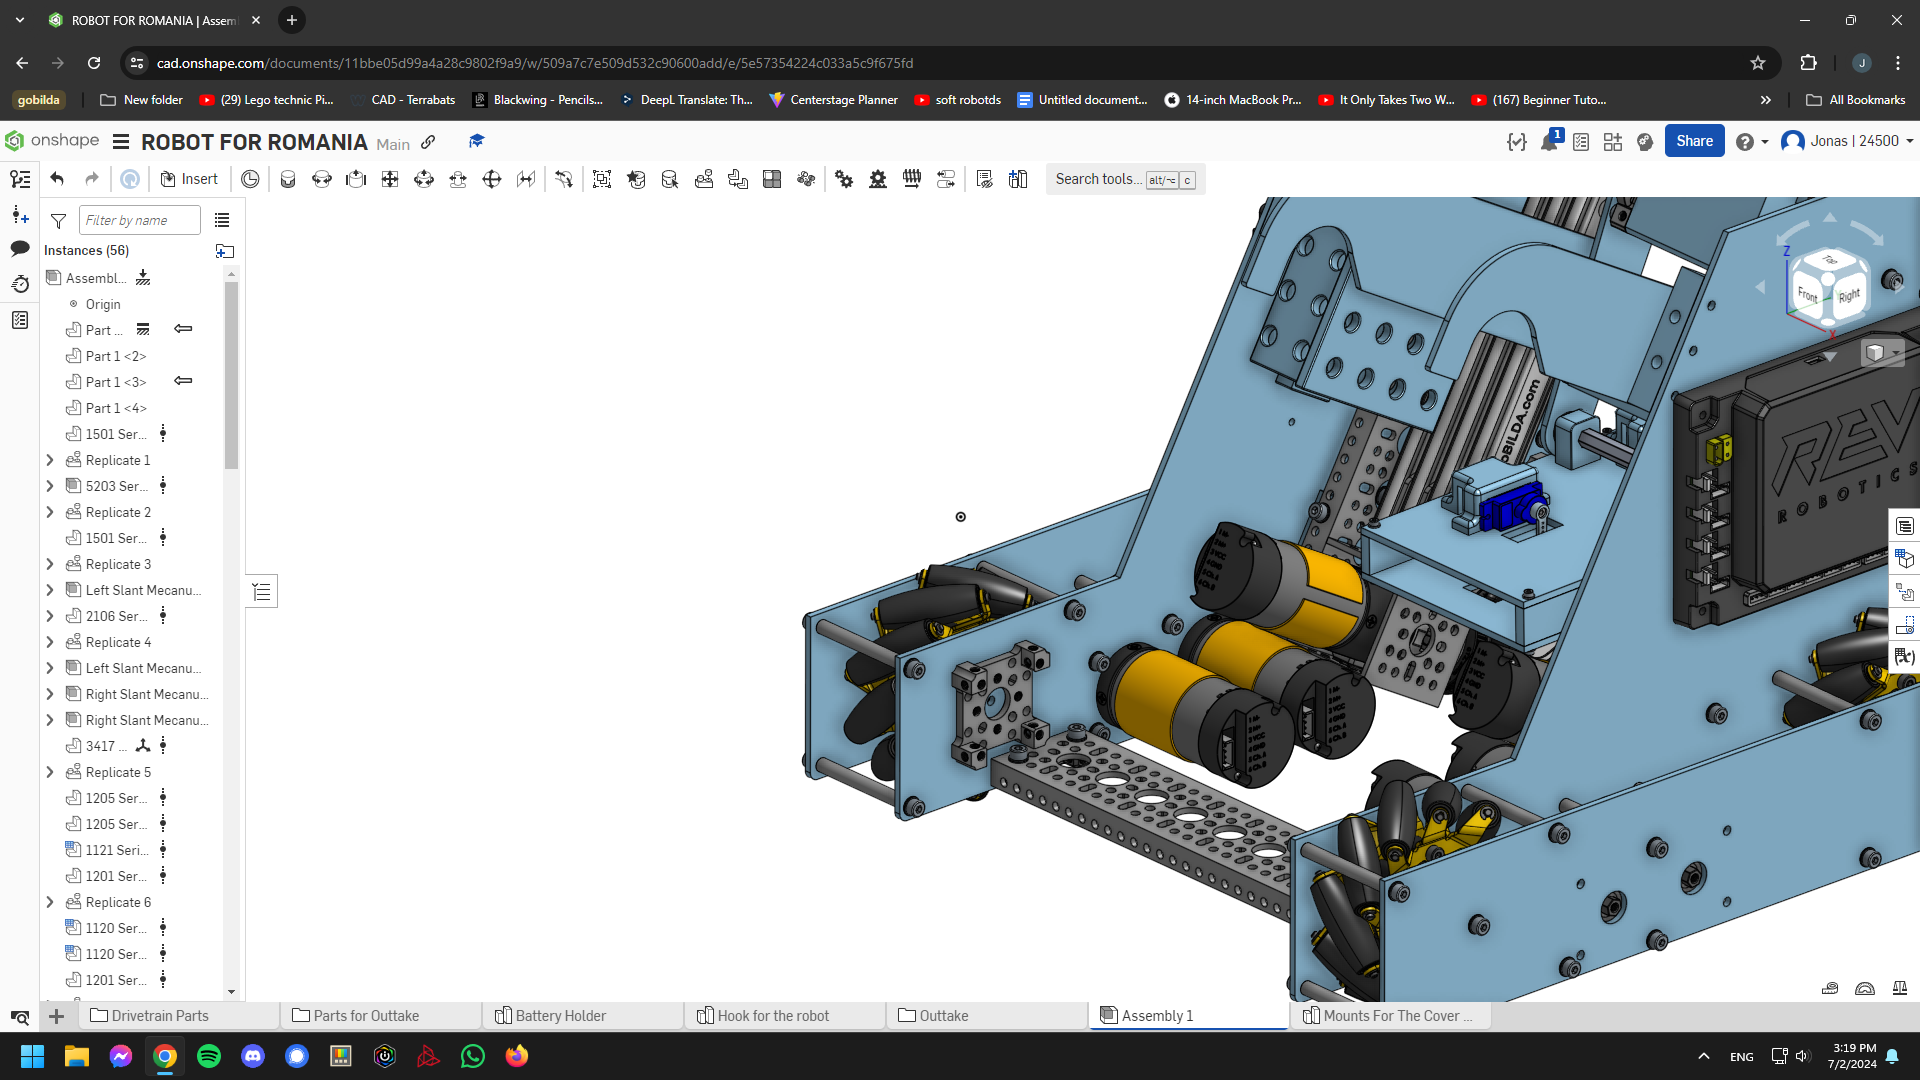 ROBOT FOR ROMANIA | Assem
cad.onshape.com/documents/11bbe05d99a4a28c9802f9a9/w/509a7c7e509d532c90600add/e/5e57354224c033a5c9f675fd
J
gobilda
New folder
(29) Lego technic Pi...
CAD - Terrabats
Blackwing - Pencils...
DeepL Translate: Th...
Centerstage Planner
soft robotds
Untitled document...
14-inch MacBook Pr...
It Only Takes Two W...
(167) Beginner Tuto...
All Bookmarks
onshape
ROBOT FOR ROMANIA Main
1
Share
Jonas | 24500
Insert
Search tools... alt/⌥ c
Filter by name
Instances (56)
Assembl...
Origin
Part ...
Part 1 <2>
Part 1 <3>
Part 1 <4>
1501 Ser...
Replicate 1
5203 Ser...
Replicate 2
1501 Ser...
Replicate 3
Left Slant Mecanu...
2106 Ser...
Replicate 4
Left Slant Mecanu...
Right Slant Mecanu...
Right Slant Mecanu...
3417 ...
Replicate 5
1205 Ser...
1205 Ser...
1121 Seri...
1201 Ser...
Replicate 6
1120 Ser...
1120 Ser...
1201 Ser...
Z
Top
Front
Right
X
oBILDA.com
REV
ROBOTICS
Drivetrain Parts
Parts for Outtake
Battery Holder
Hook for the robot
Outtake
Assembly 1
Mounts For The Cover ...
ENG
3:19 PM
7/2/2024